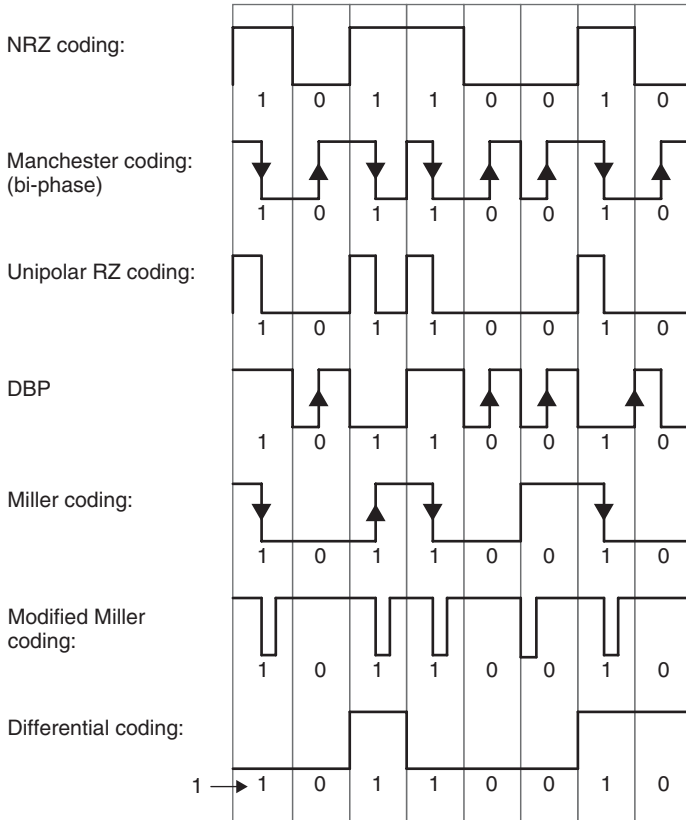 NRZ coding:
1 0 1 1 0 0 1 0
Manchester coding:
(bi-phase)
1 0 1 1 0 0 1 0
Unipolar RZ coding:
1 0 1 1 0 0 1 0
DBP
1 0 1 1 0 0 1 0
Miller coding:
1 0 1 1 0 0 1 0
Modified Miller
coding:
1 0 1 1 0 0 1 0
Differential coding:
1 1 0 1 1 0 0 1 0